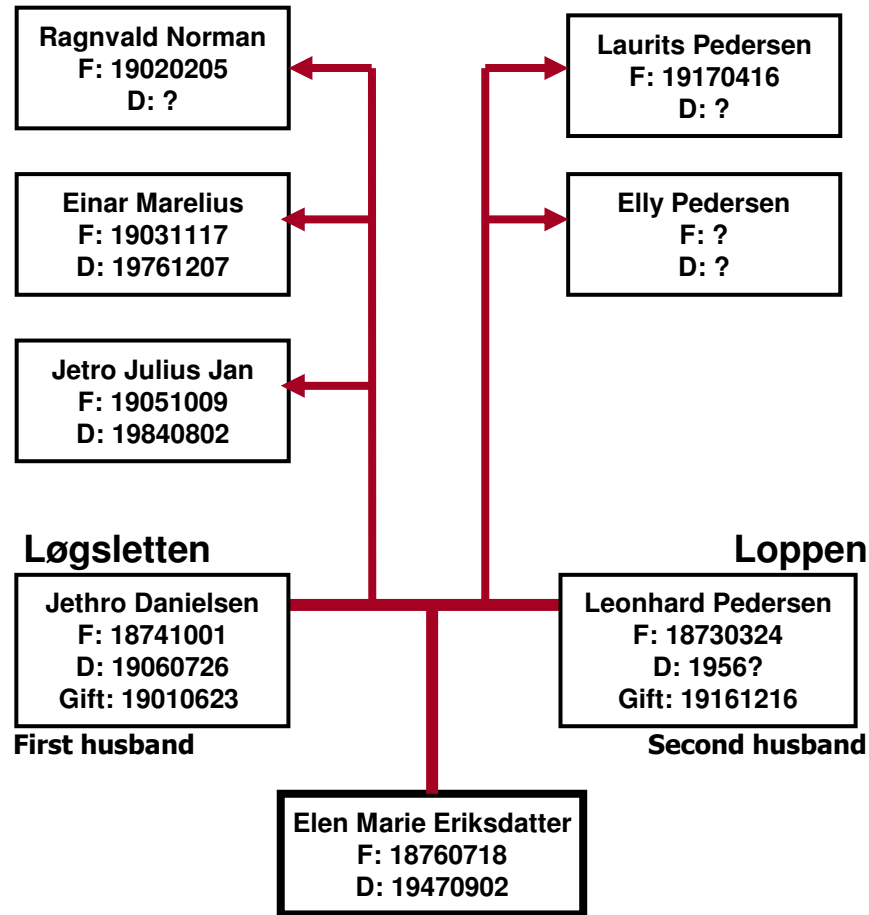 Ragnvald Norman
F: 19020205
D: ?
Laurits Pedersen
F: 19170416
D: ?
Einar Marelius
F: 19031117
D: 19761207
Elly Pedersen
F: ?
D: ?
Jetro Julius Jan
F: 19051009
D: 19840802
Løgsletten
Loppen
Jethro Danielsen
F: 18741001
D: 19060726
Gift: 19010623
Leonhard Pedersen
F: 18730324
D: 1956?
Gift: 19161216
First husband
Second husband
Elen Marie Eriksdatter
F: 18760718
D: 19470902